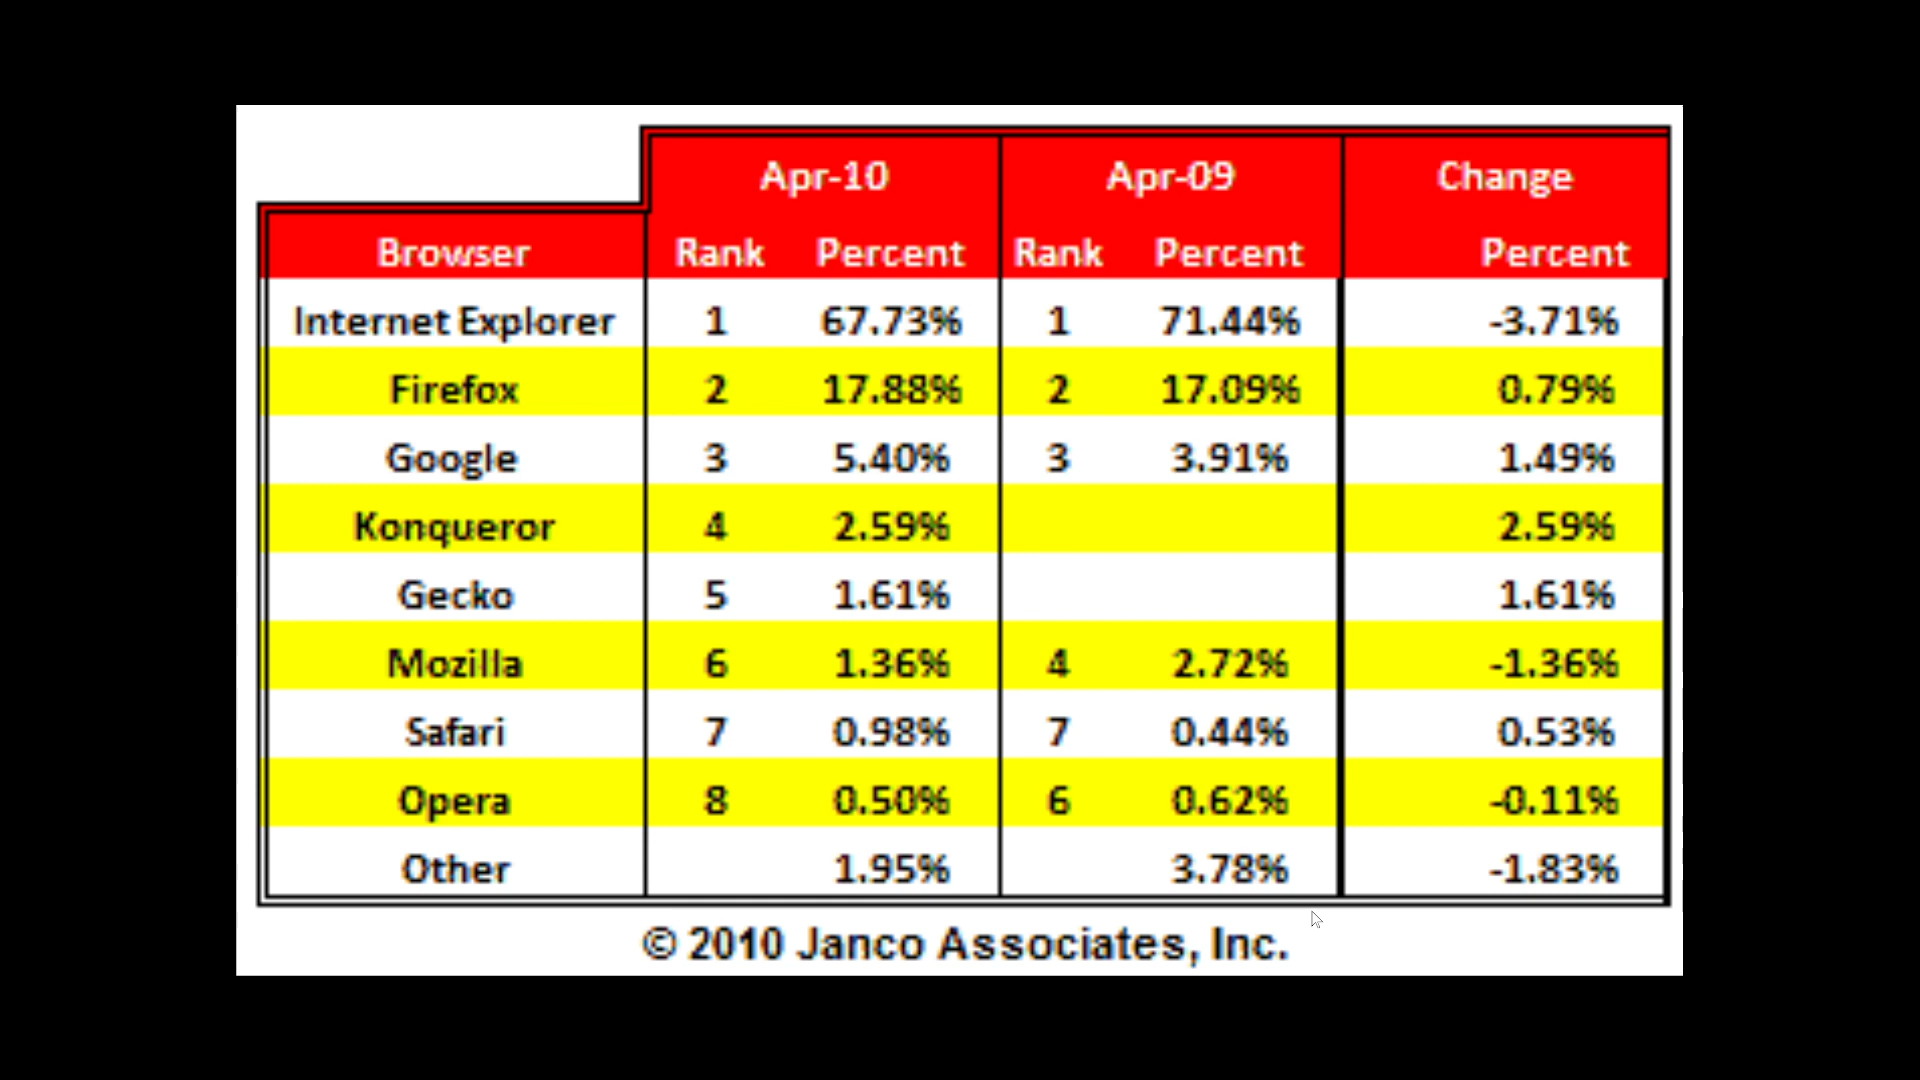 Apr-10 Apr-09 Change
Browser Rank Percent Rank Percent Percent
Internet Explorer 1 67.73% 1 71.44% -3.71%
Firefox 2 17.88% 2 17.09% 0.79%
Google 3 5.40% 3 3.91% 1.49%
Konqueror 4 2.59% 2.59%
Gecko 5 1.61% 1.61%
Mozilla 6 1.36% 4 2.72% -1.36%
Safari 7 0.98% 7 0.44% 0.53%
Opera 8 0.50% 6 0.62% -0.11%
Other 1.95% 3.78% -1.83%
© 2010 Janco Associates, Inc.